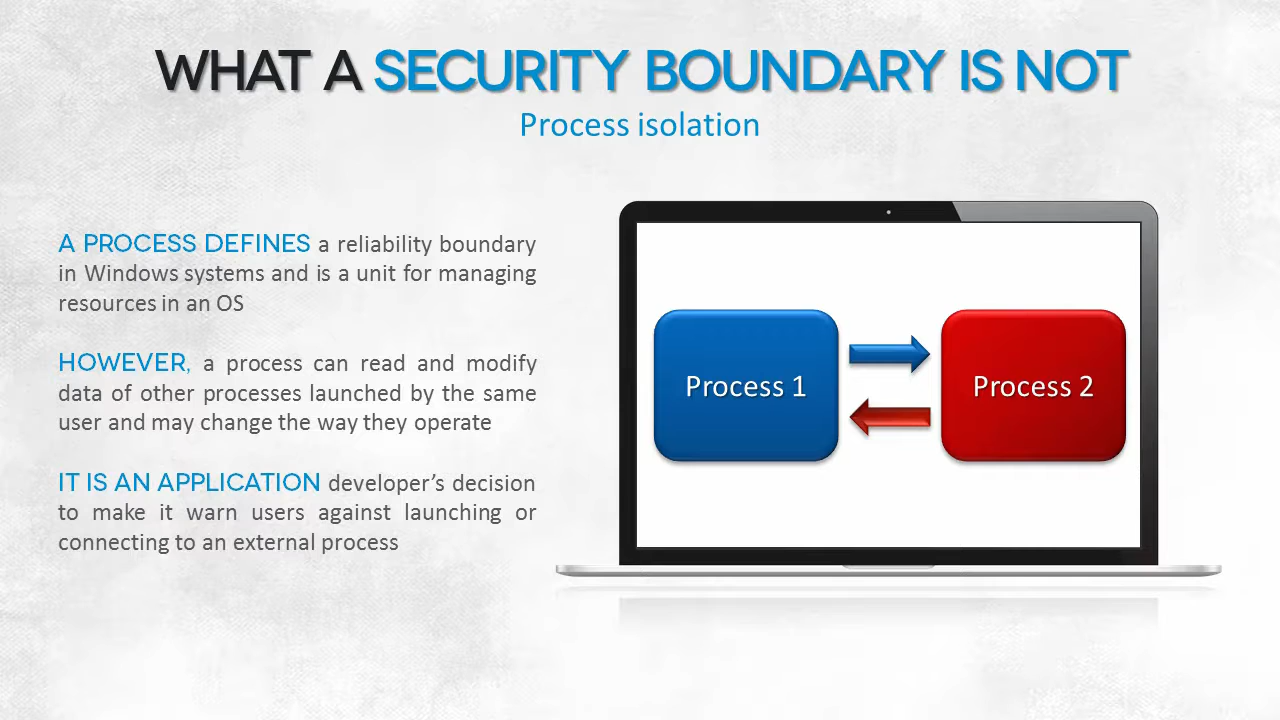 WHAT A SECURITY BOUNDARY IS NOT
Process isolation
A PROCESS DEFINES a reliability boundary
in Windows systems and is a unit for managing
resources in an OS
HOWEVER, a process can read and modify
data of other processes launched by the same
user and may change the way they operate
IT IS AN APPLICATION developer’s decision
to make it warn users against launching or
connecting to an external process
Process 1
Process 2